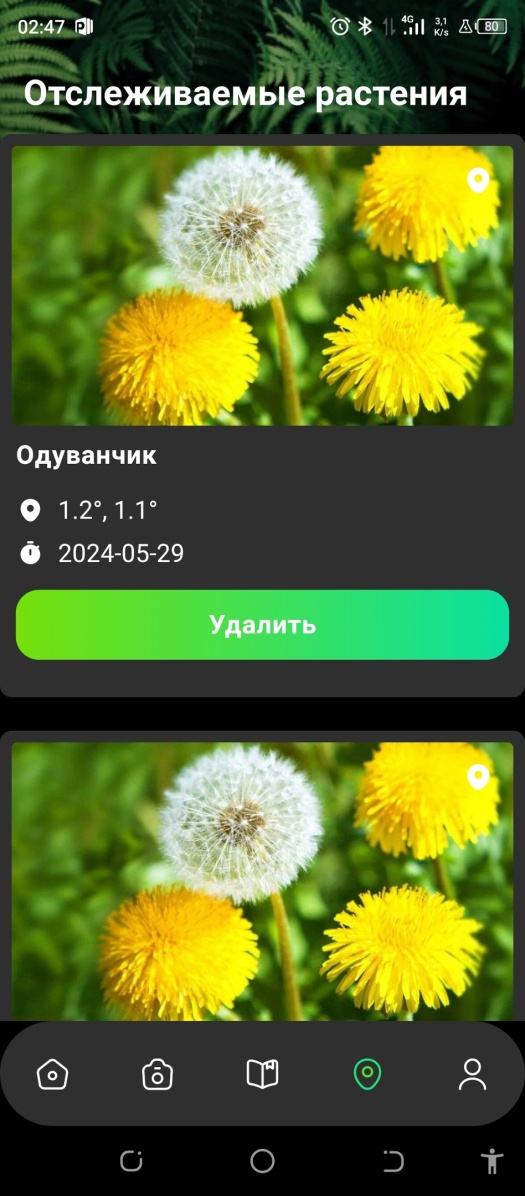 02:47
4G
3,1
K/s
80
Отслеживаемые растения
Одуванчик
1.2°, 1.1°
2024-05-29
Удалить